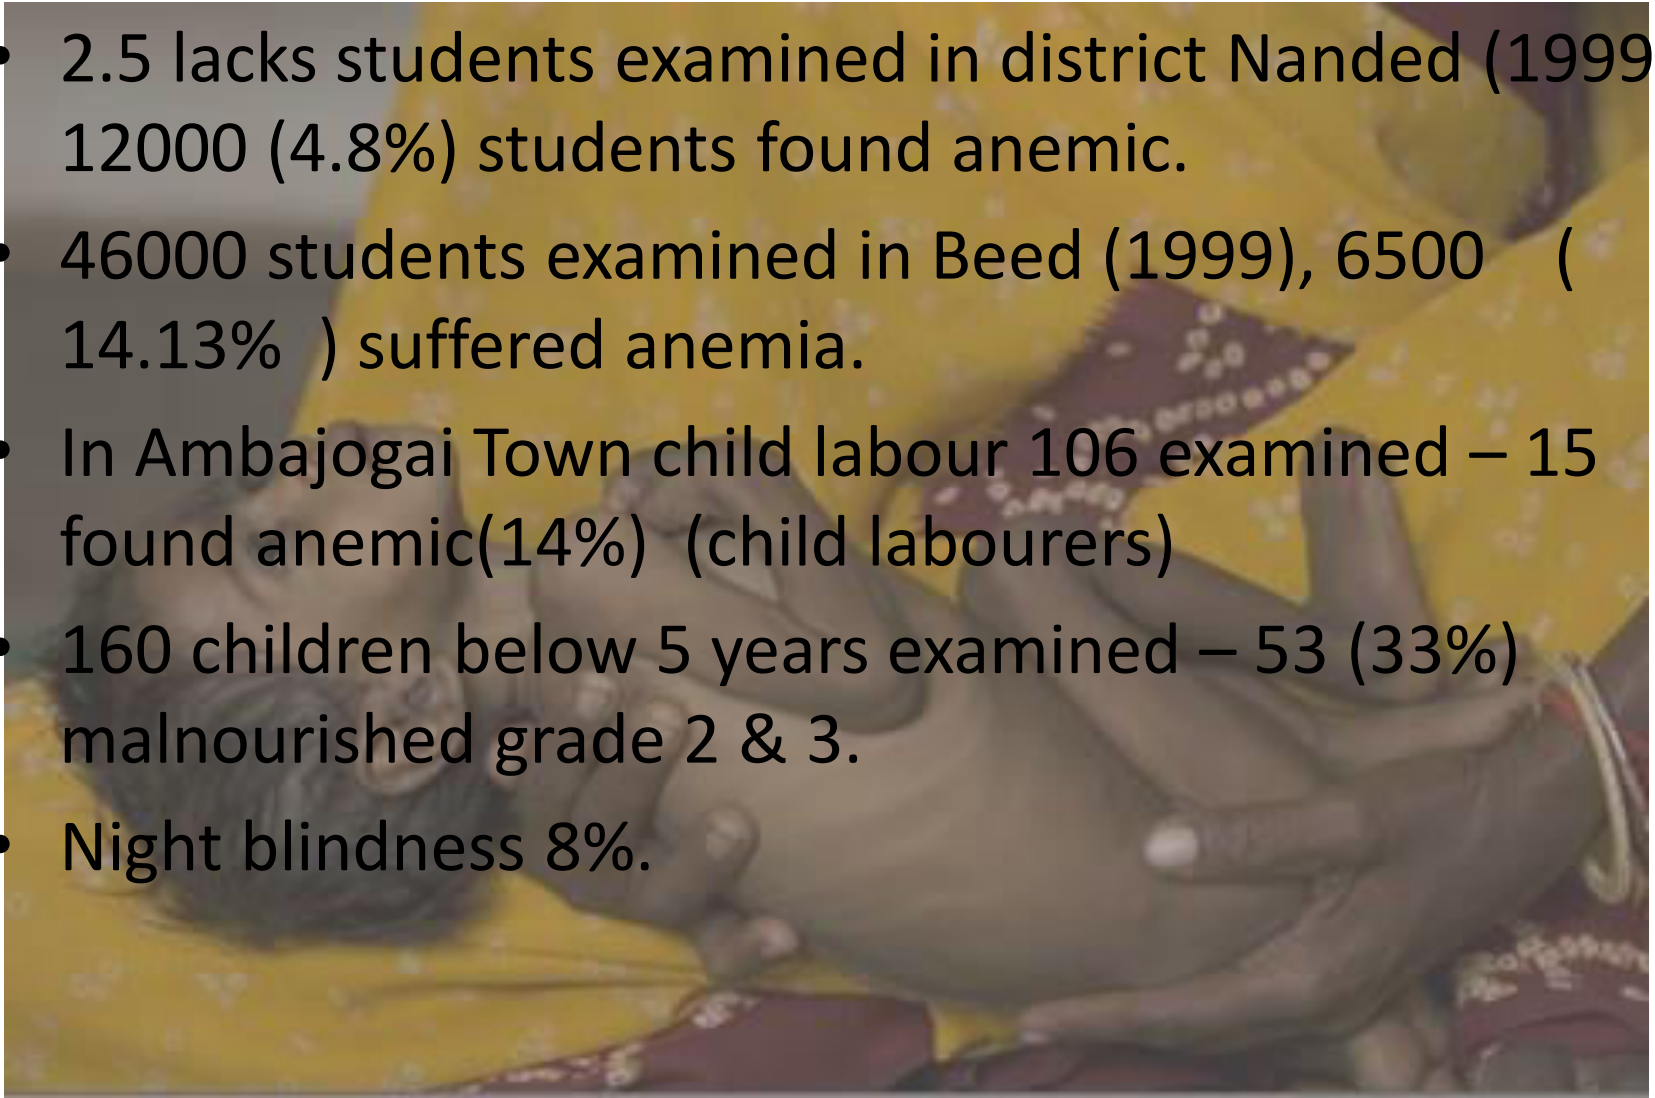 • 2.5 lacks students examined in district Nanded (1999
12000 (4.8%) students found anemic.
• 46000 students examined in Beed (1999), 6500 (
14.13% ) suffered anemia.
• In Ambajogai Town child labour 106 examined – 15
found anemic(14%) (child labourers)
• 160 children below 5 years examined – 53 (33%)
malnourished grade 2 & 3.
• Night blindness 8%.